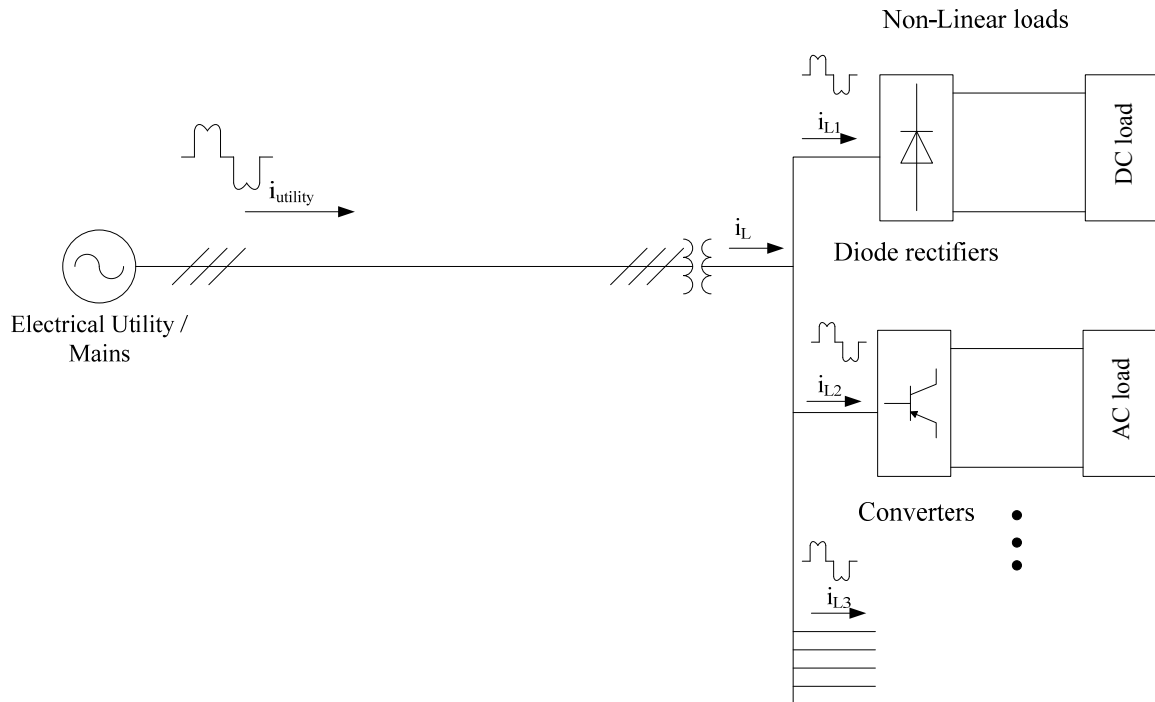 Non-Linear loads
i_L1
DC load
i_utility
i_L
Diode rectifiers
Electrical Utility /
Mains
i_L2
AC load
Converters
i_L3